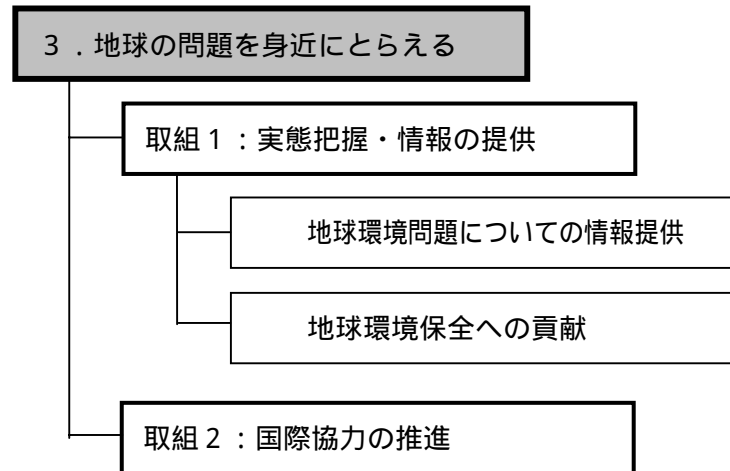 ３．地球の問題を身近にとらえる
取組１：実態把握・情報の提供
地球環境問題についての情報提供
地球環境保全への貢献
取組２：国際協力の推進